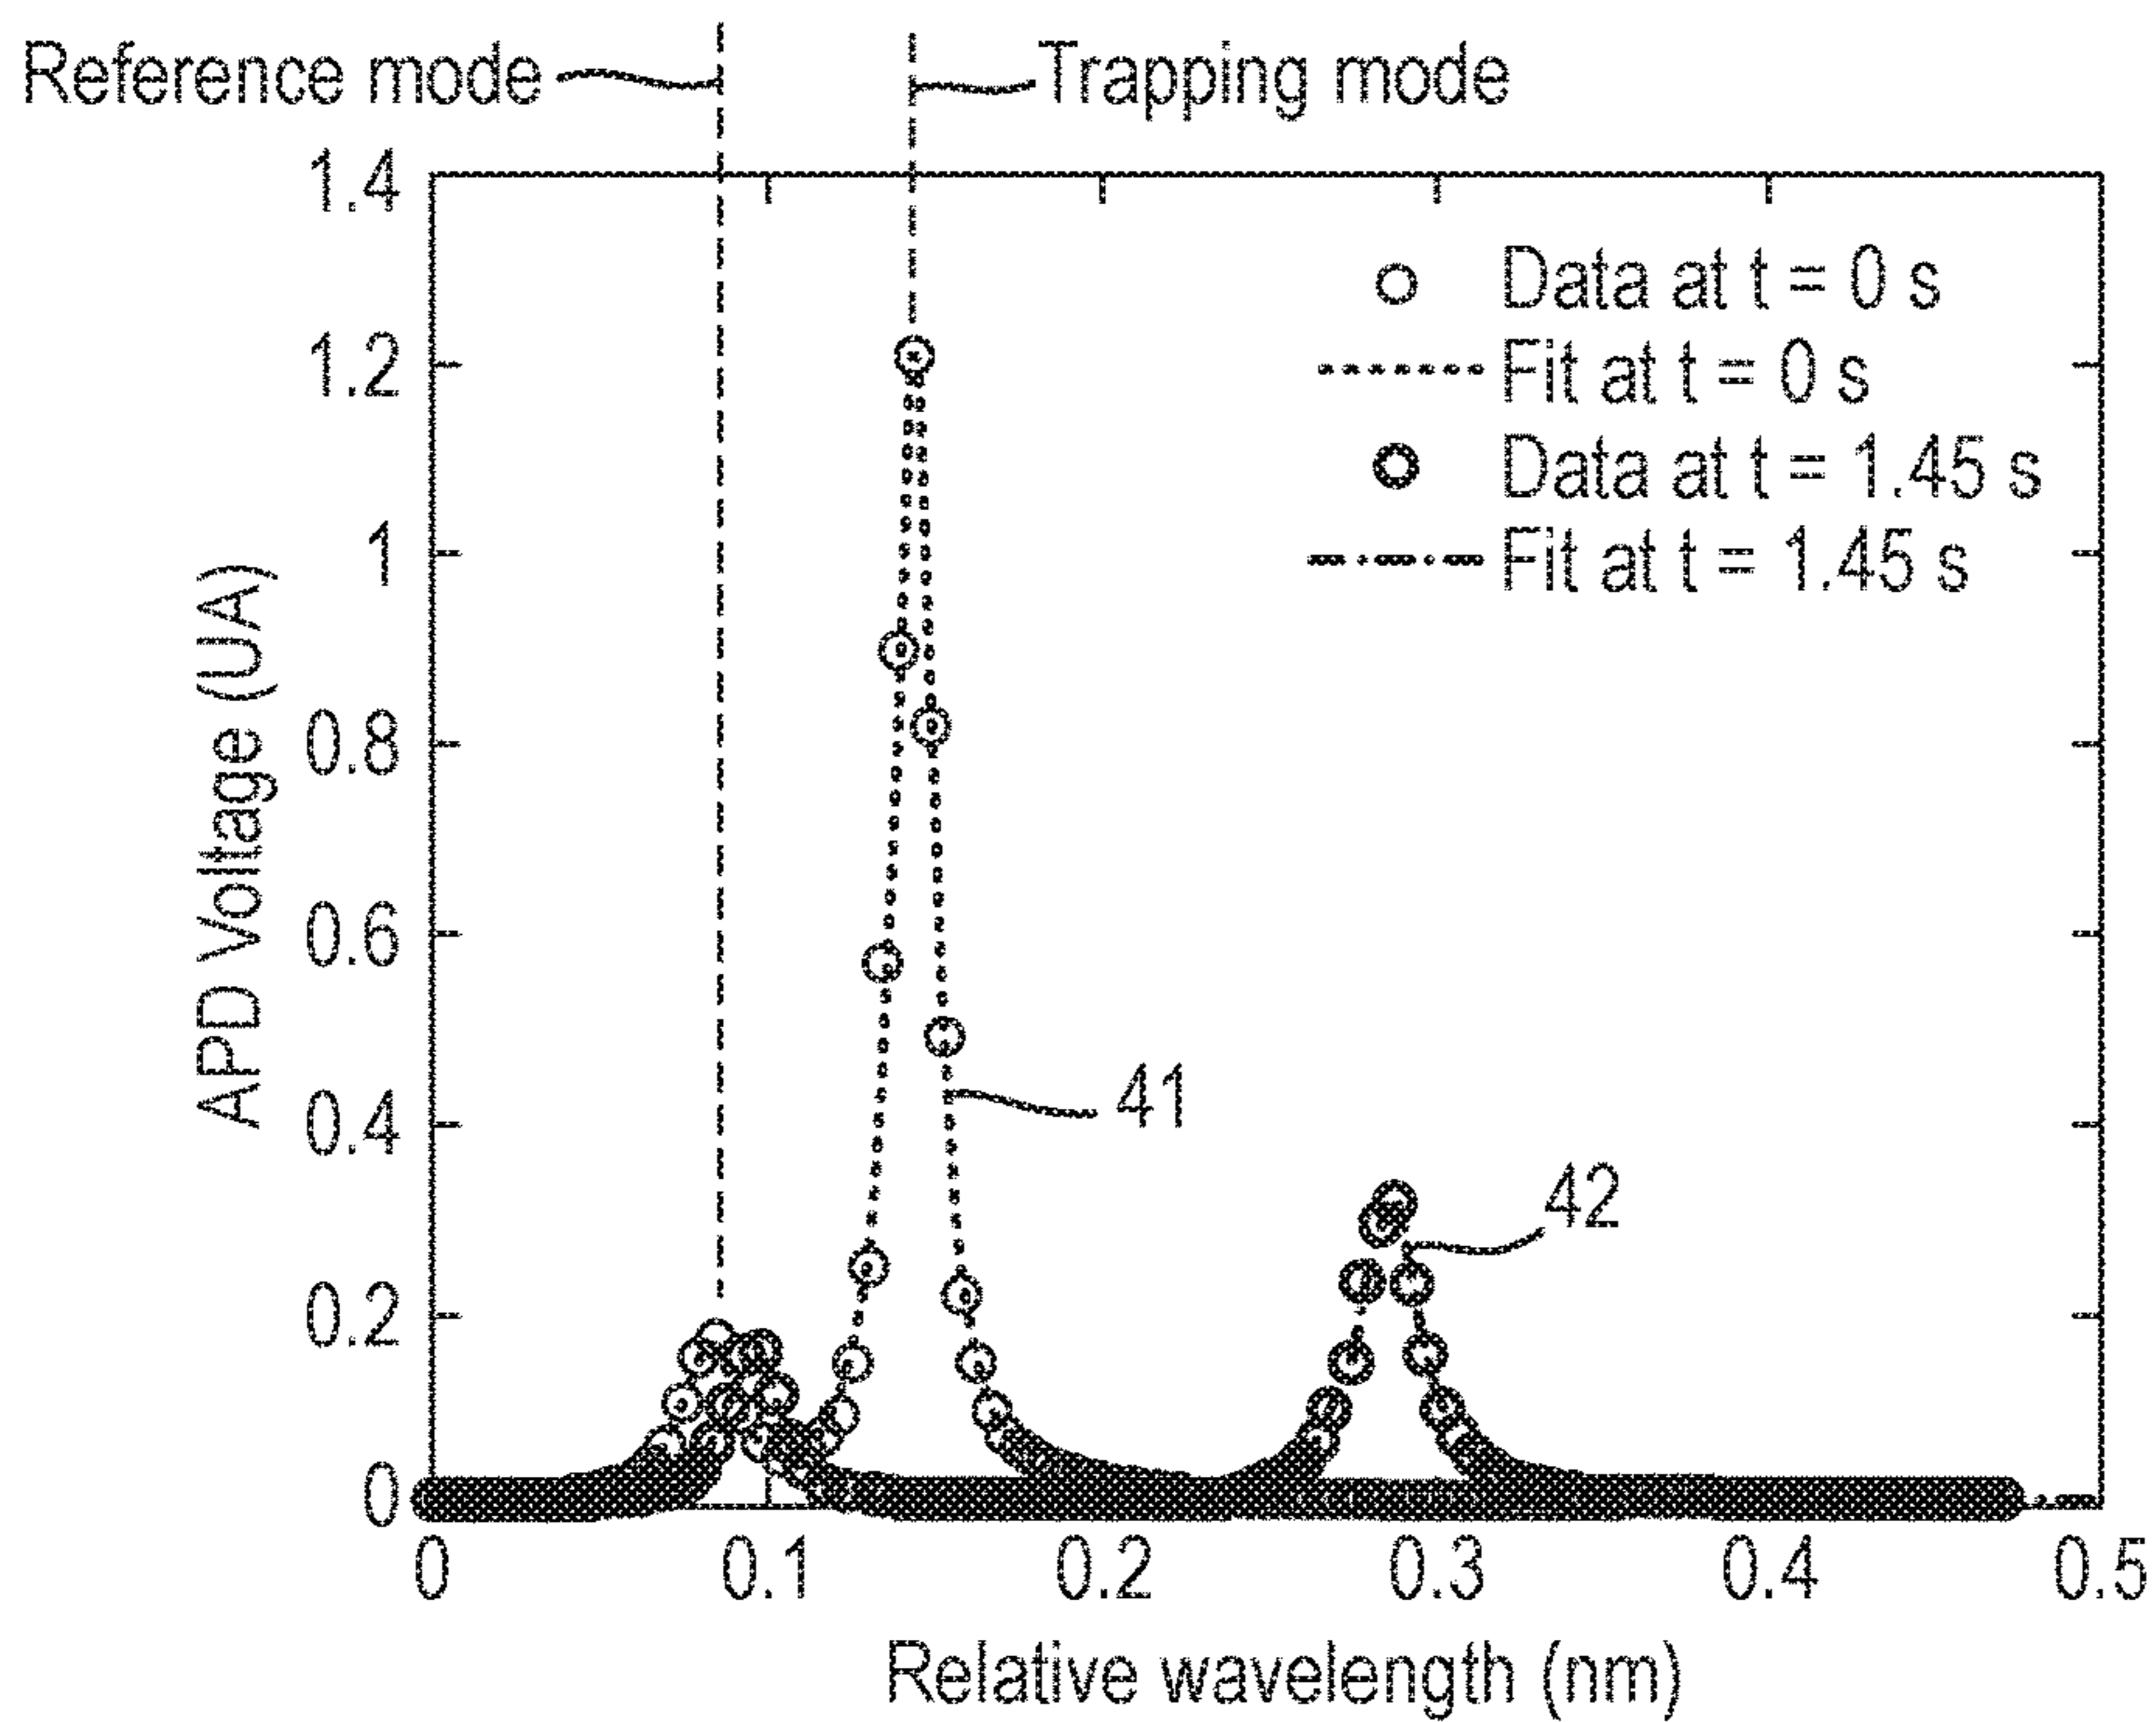 Reference mode
Trapping mode
1.4
1.2
1
0.8
0.6
0.4
0.2
0
APD Voltage (UA)
Data at t = 0 s
Fit at t = 0 s
Data at t = 1.45 s
Fit at t = 1.45 s
41
42
0 0.1 0.2 0.3 0.4 0.5
Relative wavelength (nm)